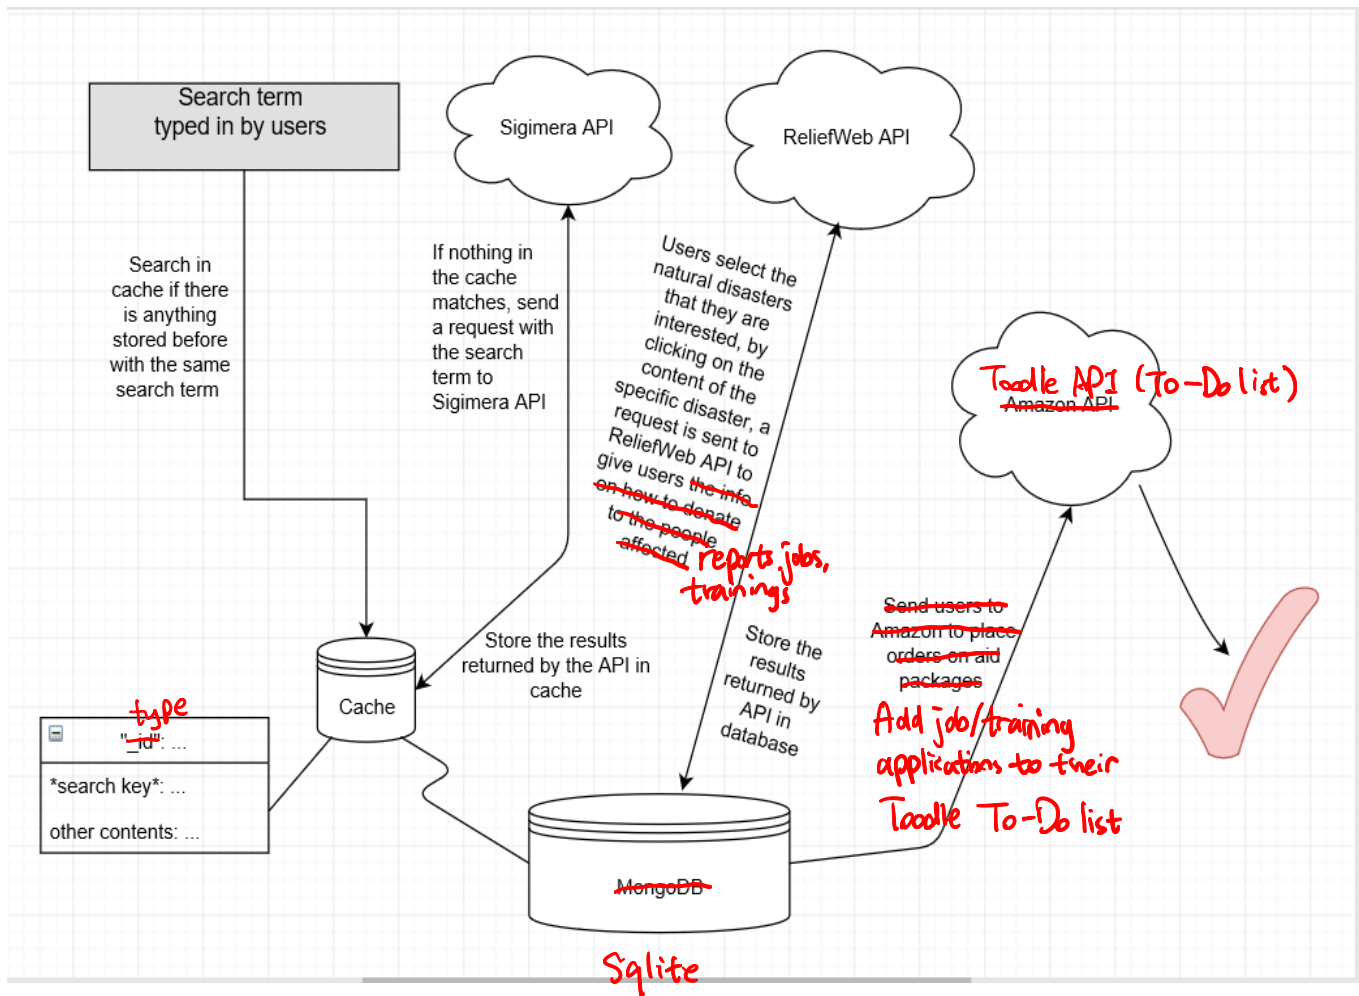 Search term
typed in by users
Sigimera API
ReliefWeb API
Search in
cache if there
is anything
stored before
with the same
search term
If nothing in
the cache
matches, send
a request with
the search
term to
Sigimera API
Users select the
natural disasters
that they are
interested, by
clicking on the
content of the
specific disaster, a
request is sent to
ReliefWeb API to
give users the info
on how to donate
to the people
affected reports, jobs,
trainings
Toodle API (To-Do list)
Amazon API
Store the results
returned by the API in
cache
Store the
results
returned by
API in
database
Send users to
Amazon to place
orders on aid
packages
Add job/training
applications to their
Toodle To-Do list
Cache
type
"_id": ...
*search key*: ...
other contents: ...
MongoDB
Sqlite